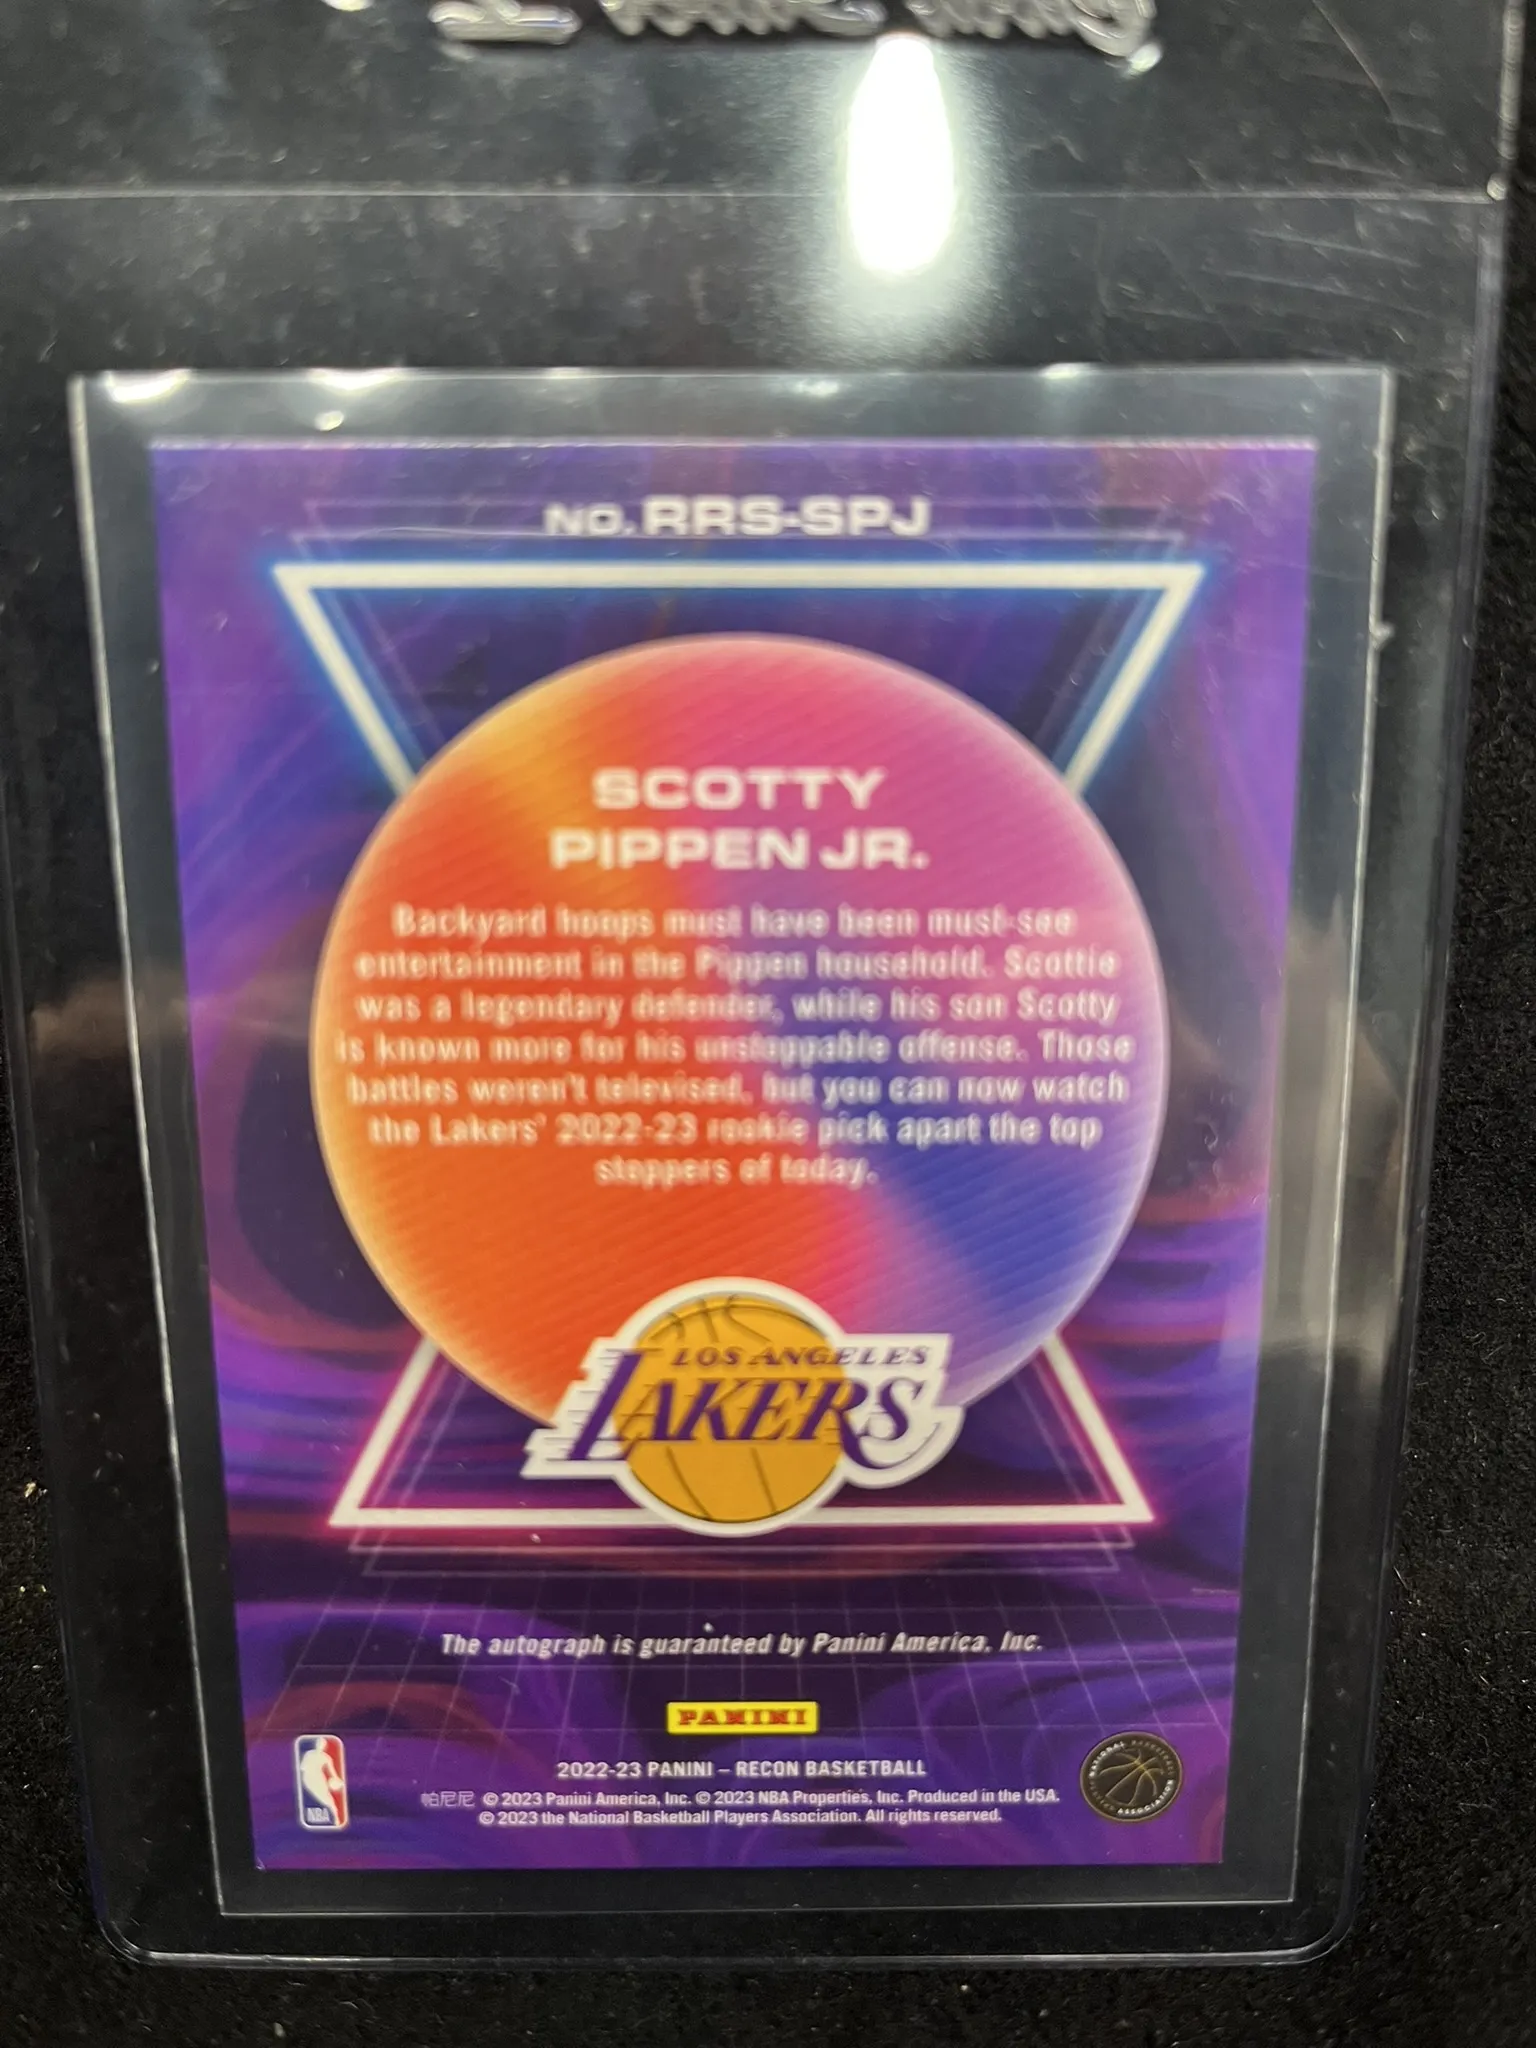 NO. RRS-SPJ
SCOTTY
PIPPEN JR.
Backyard hoops must have been must-see
entertainment in the Pippen household. Scottie
was a legendary defender, while his son Scotty
is known more for his unstoppable offense. Those
battles weren't televised, but you can now watch
the Lakers' 2022-23 rookie pick apart the top
stoppers of today.
LOS ANGELES
LAKERS
The autograph is guaranteed by Panini America, Inc.
PANINI
2022-23 PANINI – RECON BASKETBALL
帕尼尼 © 2023 Panini America, Inc. © 2023 NBA Properties, Inc. Produced in the USA.
© 2023 the National Basketball Players Association. All rights reserved.
NBA
NATIONAL BASKETBALL
PLAYERS ASSOCIATION